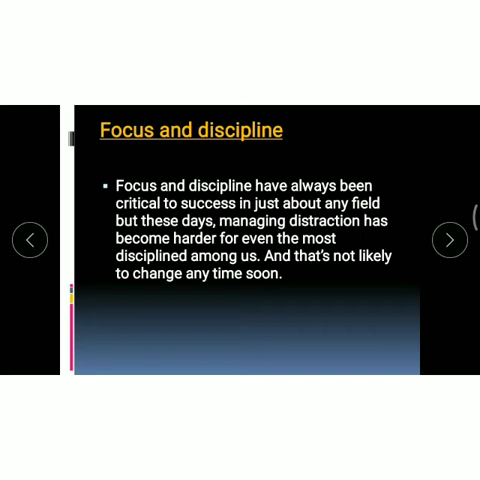 Focus and discipline
▪ Focus and discipline have always been
critical to success in just about any field
but these days, managing distraction has
become harder for even the most
disciplined among us. And that's not likely
to change any time soon.